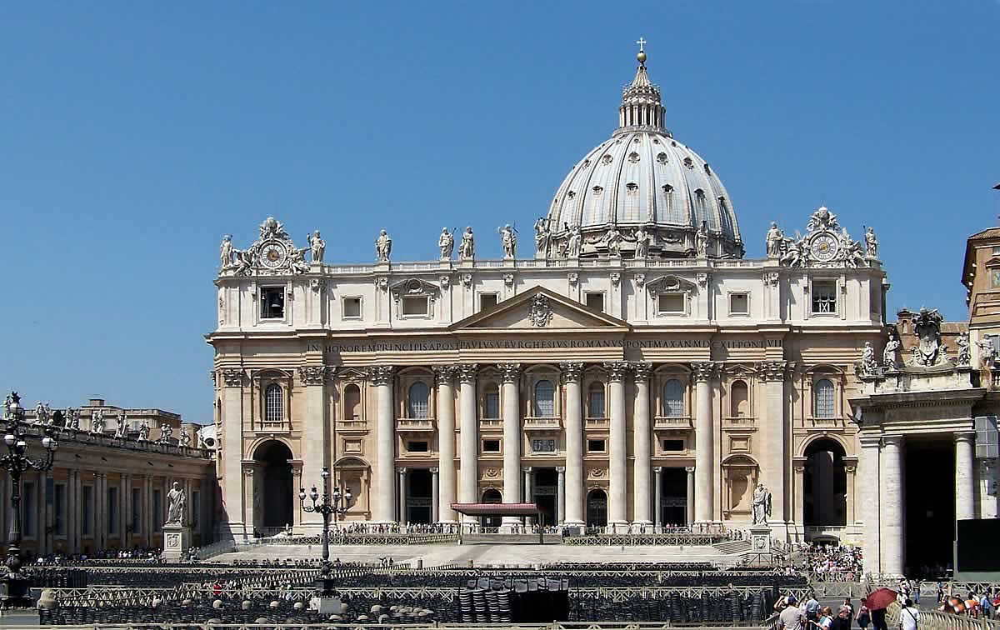 IN HONOREM PRINCIPIS APOST PAVLVS V BVRGHESIVS ROMANVS PONT MAX AN MDCXII PONT VII